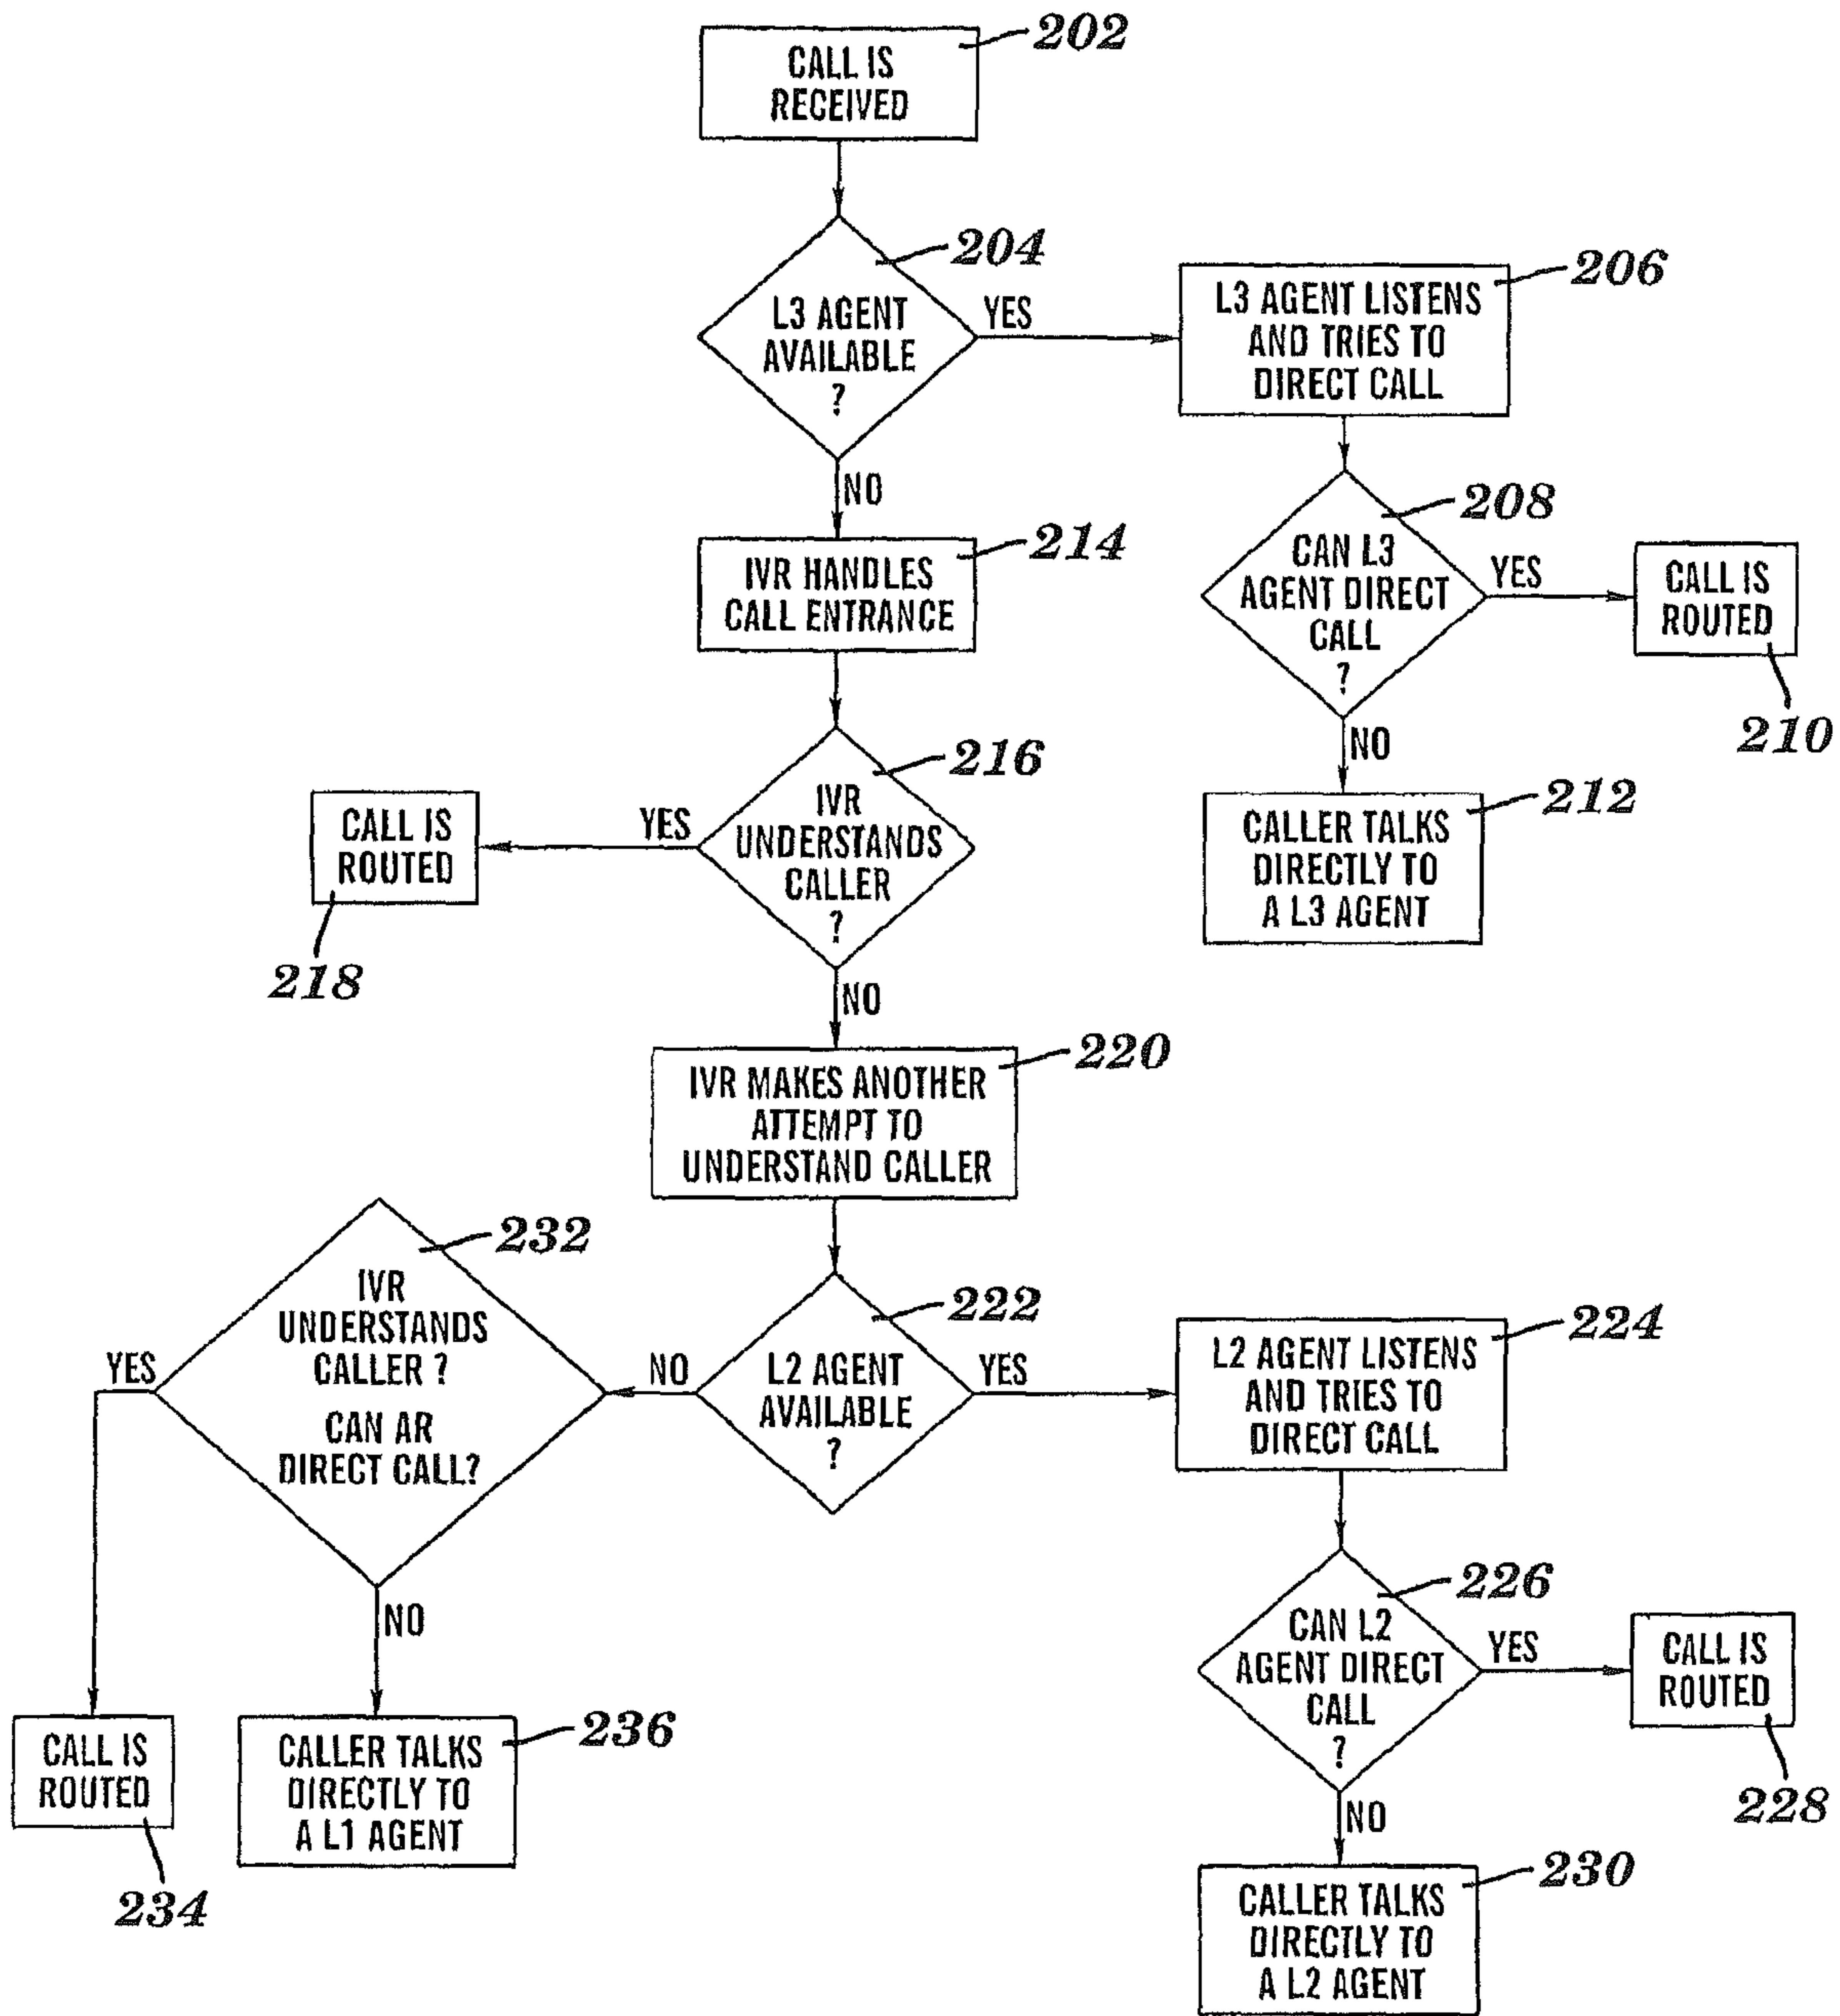 202
CALL IS
RECEIVED
204
L3 AGENT
AVAILABLE
?
YES
206
L3 AGENT LISTENS
AND TRIES TO
DIRECT CALL
NO
208
CAN L3
AGENT DIRECT
CALL
?
YES
CALL IS
ROUTED
210
NO
212
CALLER TALKS
DIRECTLY TO
A L3 AGENT
214
IVR HANDLES
CALL ENTRANCE
216
IVR
UNDERSTANDS
CALLER
?
YES
CALL IS
ROUTED
218
NO
220
IVR MAKES ANOTHER
ATTEMPT TO
UNDERSTAND CALLER
222
L2 AGENT
AVAILABLE
?
YES
224
L2 AGENT LISTENS
AND TRIES TO
DIRECT CALL
226
CAN L2
AGENT DIRECT
CALL
?
YES
CALL IS
ROUTED
228
NO
230
CALLER TALKS
DIRECTLY TO
A L2 AGENT
NO
232
IVR
UNDERSTANDS
CALLER ?
CAN AR
DIRECT CALL?
YES
CALL IS
ROUTED
234
NO
236
CALLER TALKS
DIRECTLY TO
A L1 AGENT